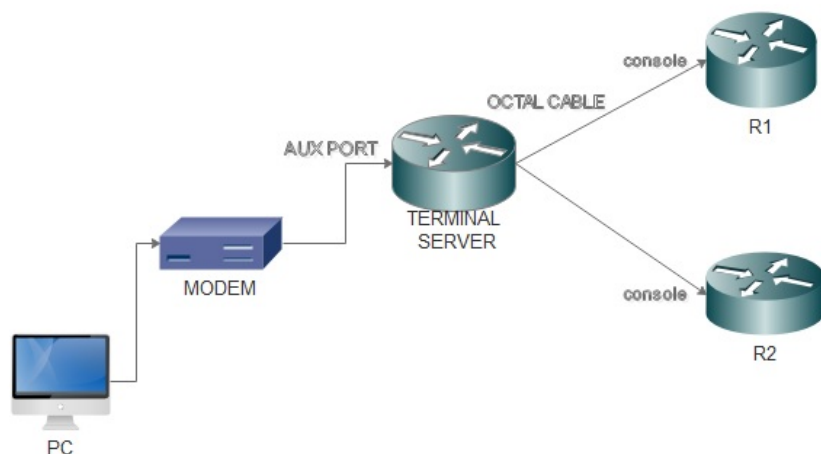 console
R1
OCTAL CABLE
AUX PORT
TERMINAL
SERVER
MODEM
console
R2
PC